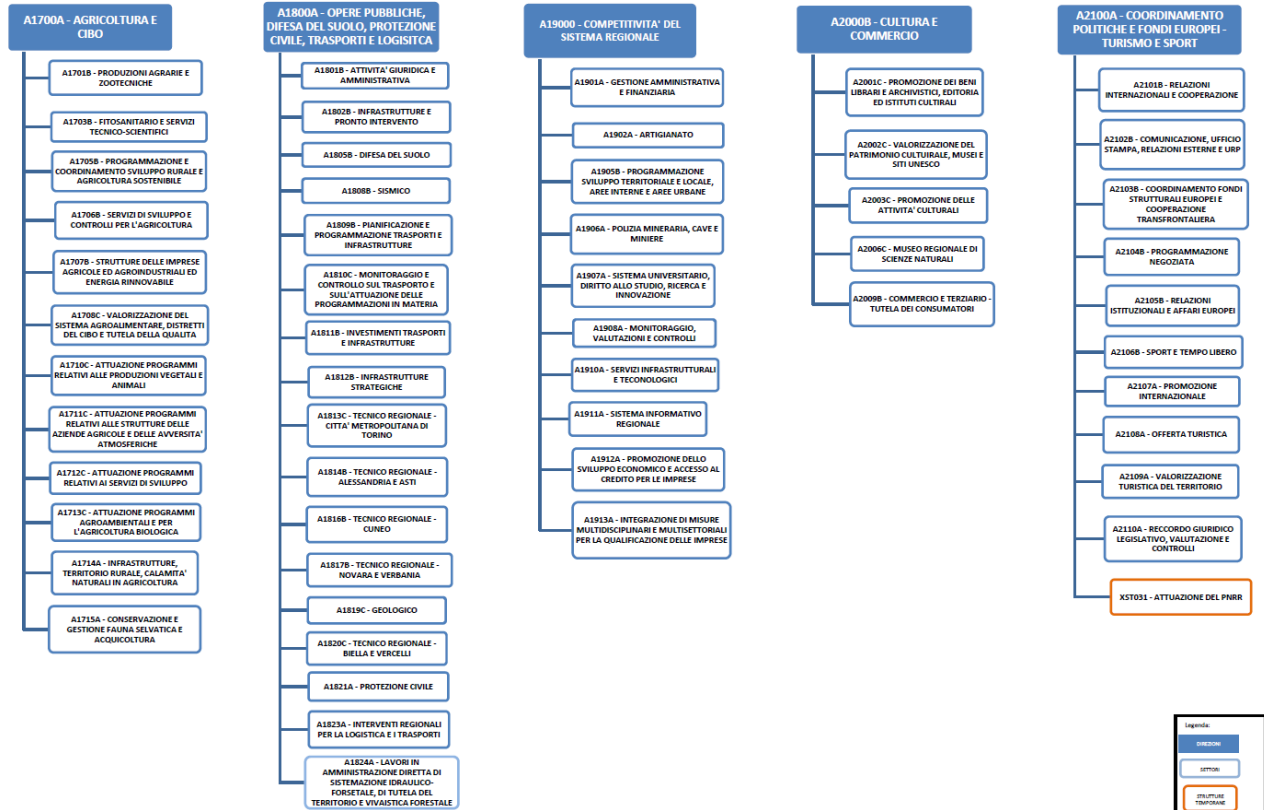 A1700A - AGRICOLTURA E
CIBO
A1701B - PRODUZIONI AGRARIE E
ZOOTECNICHE
A1703B - FITOSANITARIO E SERVIZI
TECNICO-SCIENTIFICI
A1705B - PROGRAMMAZIONE E
COORDINAMENTO SVILUPPO RURALE E
AGRICOLTURA SOSTENIBILE
A1706B - SERVIZI DI SVILUPPO E
CONTROLLI PER L'AGRICOLTURA
A1707B - STRUTTURE DELLE IMPRESE
AGRICOLE ED AGROINDUSTRIALI ED
ENERGIA RINNOVABILE
A1708C - VALORIZZAZIONE DEL
SISTEMA AGROALIMENTARE, DISTRETTI
DEL CIBO E TUTELA DELLA QUALITA
A1710C - ATTUAZIONE PROGRAMMI
RELATIVI ALLE PRODUZIONI VEGETALI E
ANIMALI
A1711C - ATTUAZIONE PROGRAMMI
RELATIVI ALLE STRUTTURE DELLE
AZIENDE AGRICOLE E DELLE AVVERSITA'
ATMOSFERICHE
A1712C - ATTUAZIONE PROGRAMMI
RELATIVI AI SERVIZI DI SVILUPPO
A1713C - ATTUAZIONE PROGRAMMI
AGROAMBIENTALI E PER
L'AGRICOLTURA BIOLOGICA
A1714A - INFRASTRUTTURE,
TERRITORIO RURALE, CALAMITA'
NATURALI IN AGRICOLTURA
A1715A - CONSERVAZIONE E
GESTIONE FAUNA SELVATICA E
ACQUICOLTURA
A1800A - OPERE PUBBLICHE,
DIFESA DEL SUOLO, PROTEZIONE
CIVILE, TRASPORTI E LOGISITCA
A1801B - ATTIVITA' GIURIDICA E
AMMINISTRATIVA
A1802B - INFRASTRUTTURE E
PRONTO INTERVENTO
A1805B - DIFESA DEL SUOLO
A1808B - SISMICO
A1809B - PIANIFICAZIONE E
PROGRAMMAZIONE TRASPORTI E
INFRASTRUTTURE
A1810C - MONITORAGGIO E
CONTROLLO SUL TRASPORTO E
SULL'ATTUAZIONE DELLE
PROGRAMMAZIONI IN MATERIA
A1811B - INVESTIMENTI TRASPORTI
E INFRASTRUTTURE
A1812B - INFRASTRUTTURE
STRATEGICHE
A1813C - TECNICO REGIONALE -
CITTA' METROPOLITANA DI
TORINO
A1814B - TECNICO REGIONALE -
ALESSANDRIA E ASTI
A1816B - TECNICO REGIONALE -
CUNEO
A1817B - TECNICO REGIONALE -
NOVARA E VERBANIA
A1819C - GEOLOGICO
A1820C - TECNICO REGIONALE -
BIELLA E VERCELLI
A1821A - PROTEZIONE CIVILE
A1823A - INTERVENTI REGIONALI
PER LA LOGISTICA E I TRASPORTI
A1824A - LAVORI IN
AMMINISTRAZIONE DIRETTA DI
SISTEMAZIONE IDRAULICO-
FORSETALE, DI TUTELA DEL
TERRITORIO E VIVAISTICA FORESTALE
A19000 - COMPETITIVITA' DEL
SISTEMA REGIONALE
A1901A - GESTIONE AMMINISTRATIVA
E FINANZIARIA
A1902A - ARTIGIANATO
A1905B - PROGRAMMAZIONE
SVILUPPO TERRITORIALE E LOCALE,
AREE INTERNE E AREE URBANE
A1906A - POLIZIA MINERARIA, CAVE E
MINIERE
A1907A - SISTEMA UNIVERSITARIO,
DIRITTO ALLO STUDIO, RICERCA E
INNOVAZIONE
A1908A - MONITORAGGIO,
VALUTAZIONI E CONTROLLI
A1910A - SERVIZI INFRASTRUTTURALI
E TECONOLOGICI
A1911A - SISTEMA INFORMATIVO
REGIONALE
A1912A - PROMOZIONE DELLO
SVILUPPO ECONOMICO E ACCESSO AL
CREDITO PER LE IMPRESE
A1913A - INTEGRAZIONE DI MISURE
MULTIDISCIPLINARI E MULTISETTORIALI
PER LA QUALIFICAZIONE DELLE IMPRESE
A2000B - CULTURA E
COMMERCIO
A2001C - PROMOZIONE DEI BENI
LIBRARI E ARCHIVISTICI, EDITORIA
ED ISTITUTI CULTURALI
A2002C - VALORIZZAZIONE DEL
PATRIMONIO CULTUIRALE, MUSEI E
SITI UNESCO
A2003C - PROMOZIONE DELLE
ATTIVITA' CULTURALI
A2006C - MUSEO REGIONALE DI
SCIENZE NATURALI
A2009B - COMMERCIO E TERZIARIO -
TUTELA DEI CONSUMATORI
A2100A - COORDINAMENTO
POLITICHE E FONDI EUROPEI -
TURISMO E SPORT
A2101B - RELAZIONI
INTERNAZIONALI E COOPERAZIONE
A2102B - COMUNICAZIONE, UFFICIO
STAMPA, RELAZIONI ESTERNE E URP
A2103B - COORDINAMENTO FONDI
STRUTTURALI EUROPEI E
COOPERAZIONE
TRANSFRONTALIERA
A2104B - PROGRAMMAZIONE
NEGOZIATA
A2105B - RELAZIONI
ISTITUZIONALI E AFFARI EUROPEI
A2106B - SPORT E TEMPO LIBERO
A2107A - PROMOZIONE
INTERNAZIONALE
A2108A - OFFERTA TURISTICA
A2109A - VALORIZZAZIONE
TURISTICA DEL TERRITORIO
A2110A - RECCORDO GIURIDICO
LEGISLATIVO, VALUTAZIONE E
CONTROLLI
XST031 - ATTUAZIONE DEL PNRR
Legenda:
DIREZIONI
SETTORI
STRUTTURE
TEMPORANE